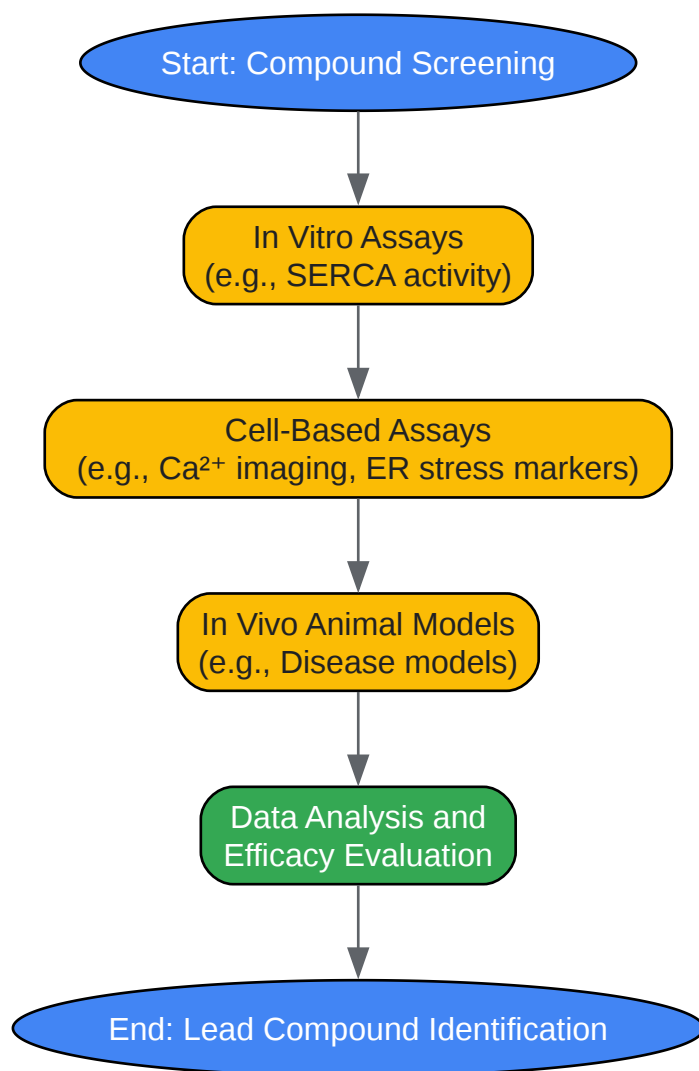 Start: Compound Screening
In Vitro Assays
(e.g., SERCA activity)
Cell-Based Assays
(e.g., Ca²⁺ imaging, ER stress markers)
In Vivo Animal Models
(e.g., Disease models)
Data Analysis and
Efficacy Evaluation
End: Lead Compound Identification